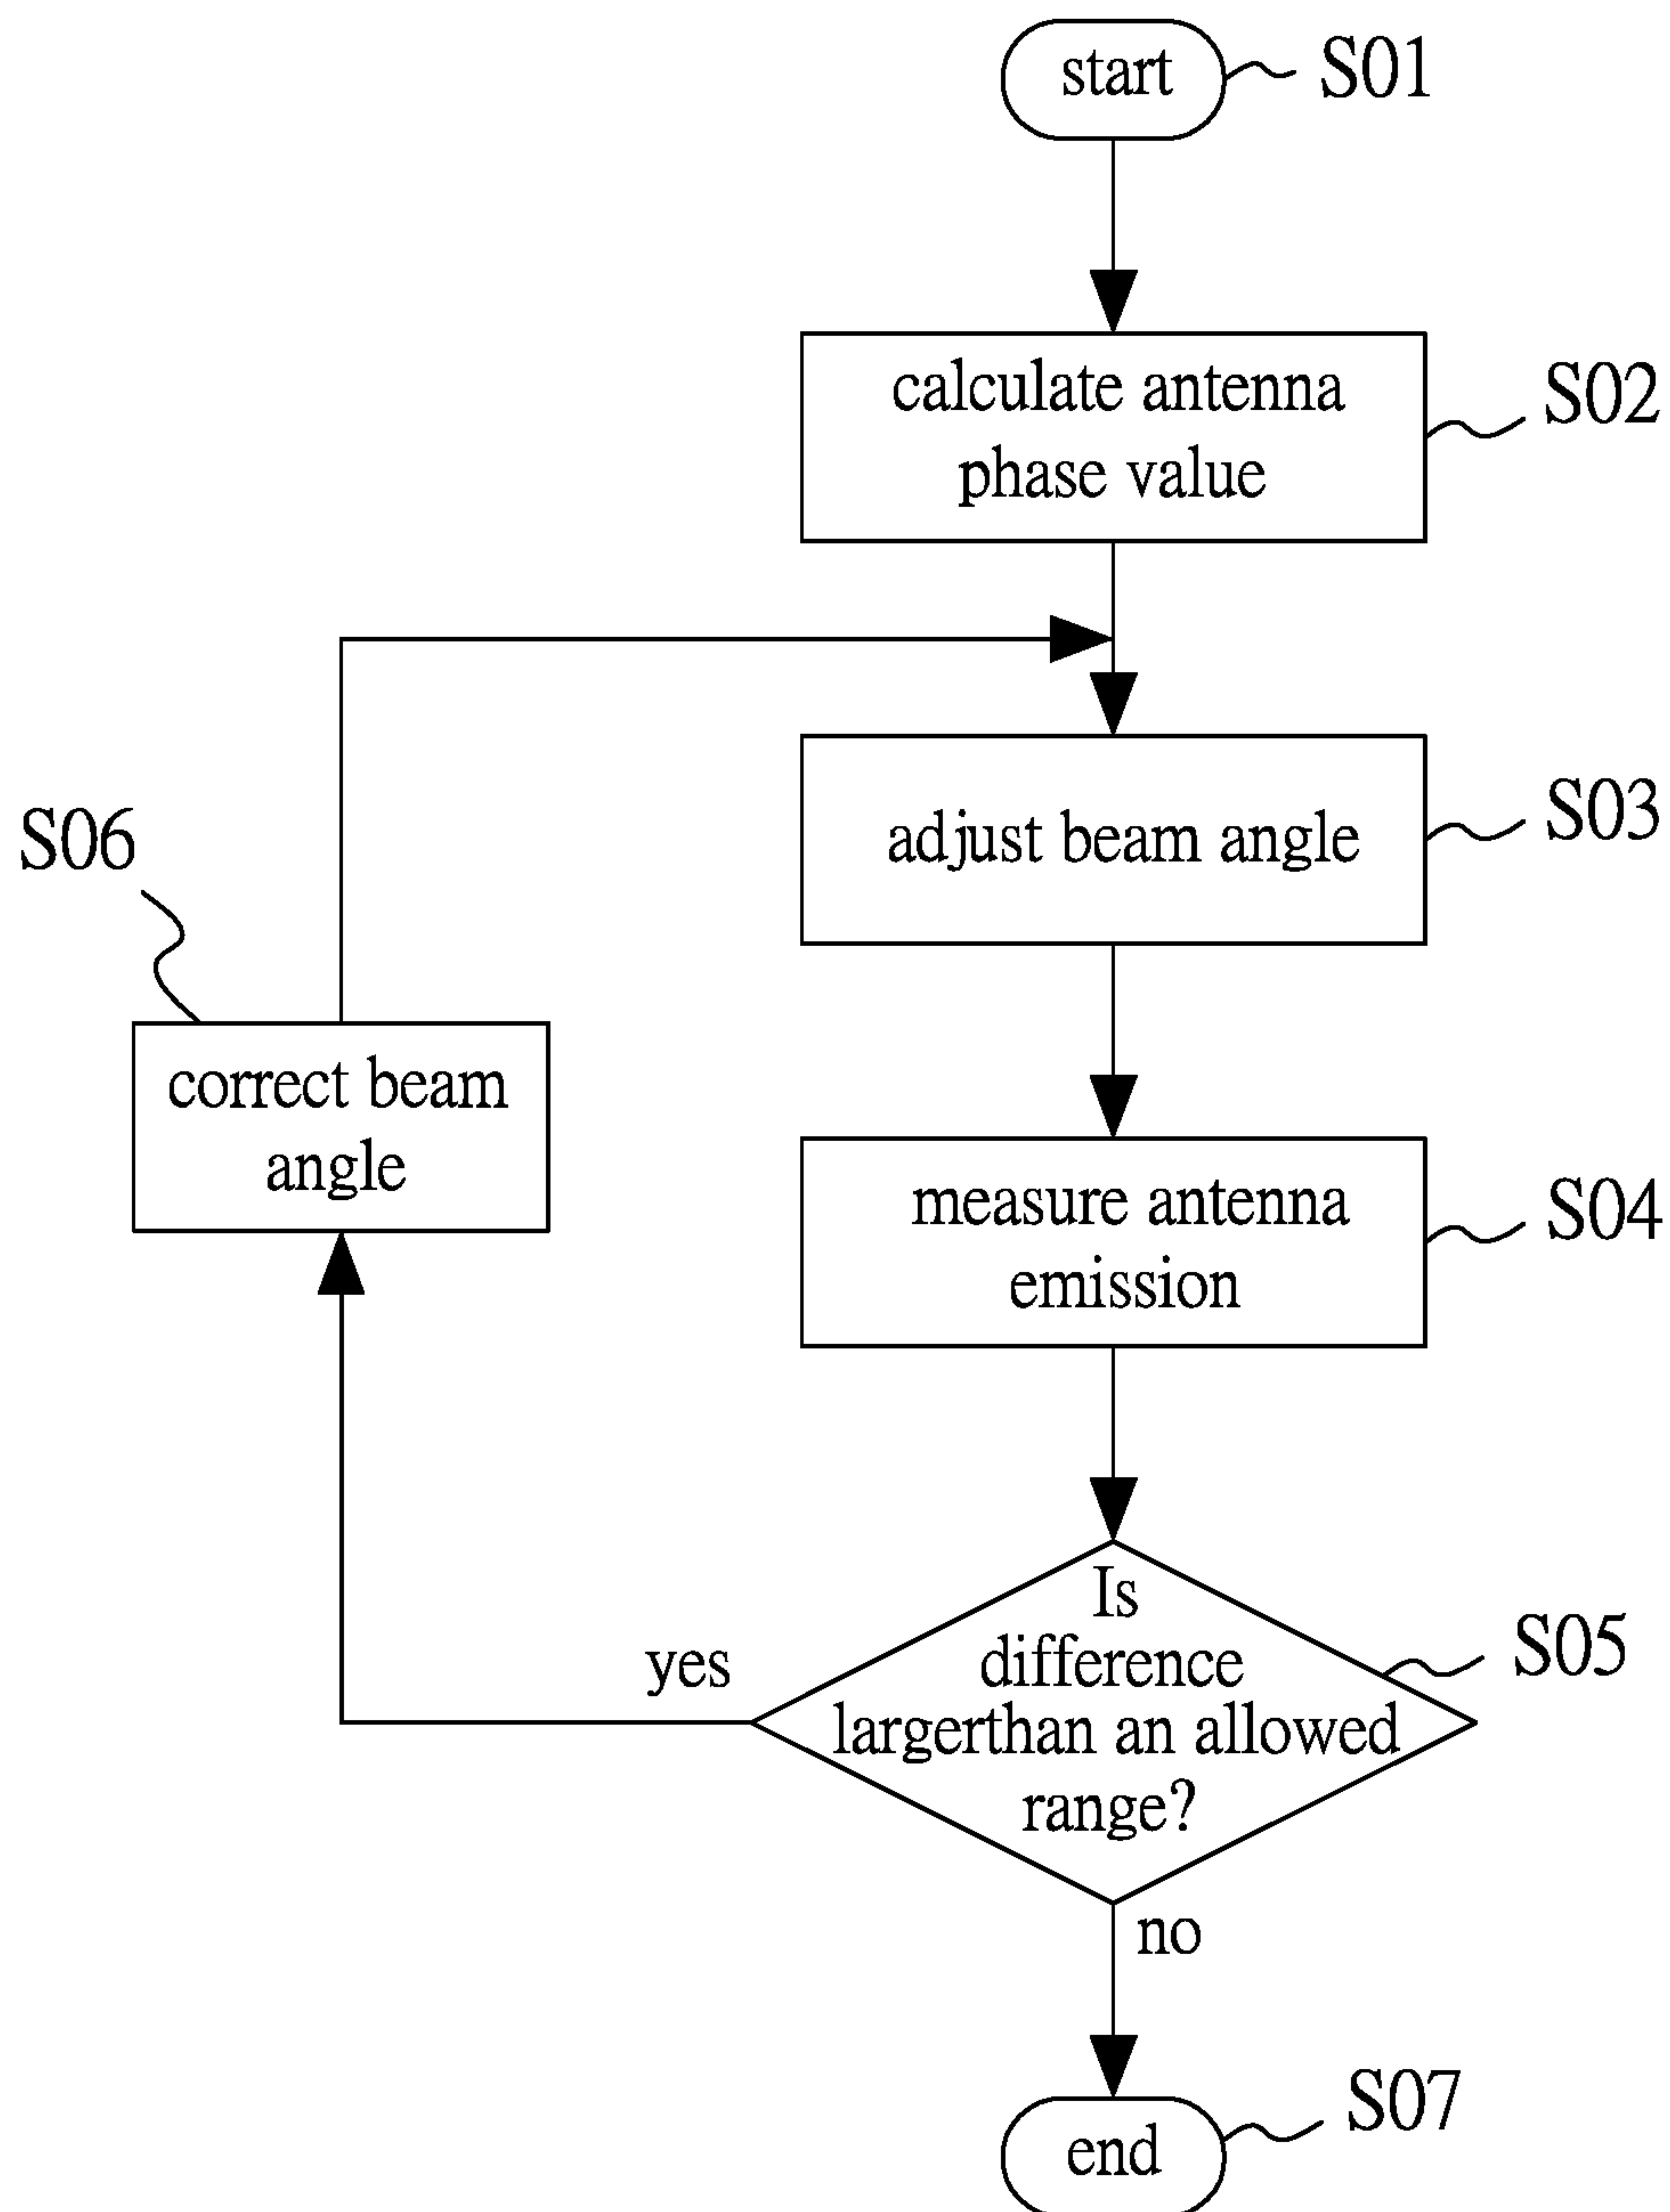 start
S01
calculate antenna
phase value
S02
adjust beam angle
S03
S06
correct beam
angle
measure antenna
emission
S04
Is
difference
largerthan an allowed
range?
S05
yes
no
end
S07